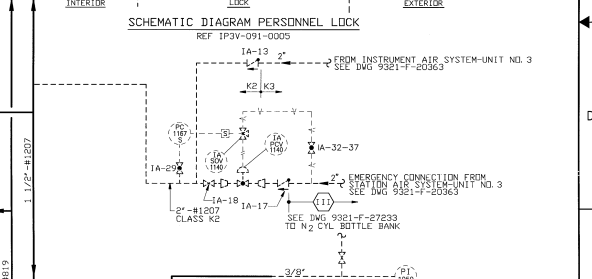 INTERIOR LOCK EXTERIOR
SCHEMATIC DIAGRAM PERSONNEL LOCK
REF IP3V-091-0005
IA-13
2"
FROM INSTRUMENT AIR SYSTEM-UNIT NO. 3
SEE DWG 9321-F-20363
K2 K3
D
PC
1167
S
S
IA
SOV
1140
IA
PCV
1140
IA-32-37
1 1/2"-#1207
IA-29
2"
EMERGENCY CONNECTION FROM
STATION AIR SYSTEM-UNIT NO. 3
SEE DWG 9321-F-20363
IA-18
IA-17
III
2"-#1207
CLASS K2
SEE DWG 9321-F-27233
TO N2 CYL BOTTLE BANK
3/8"
PI
4819